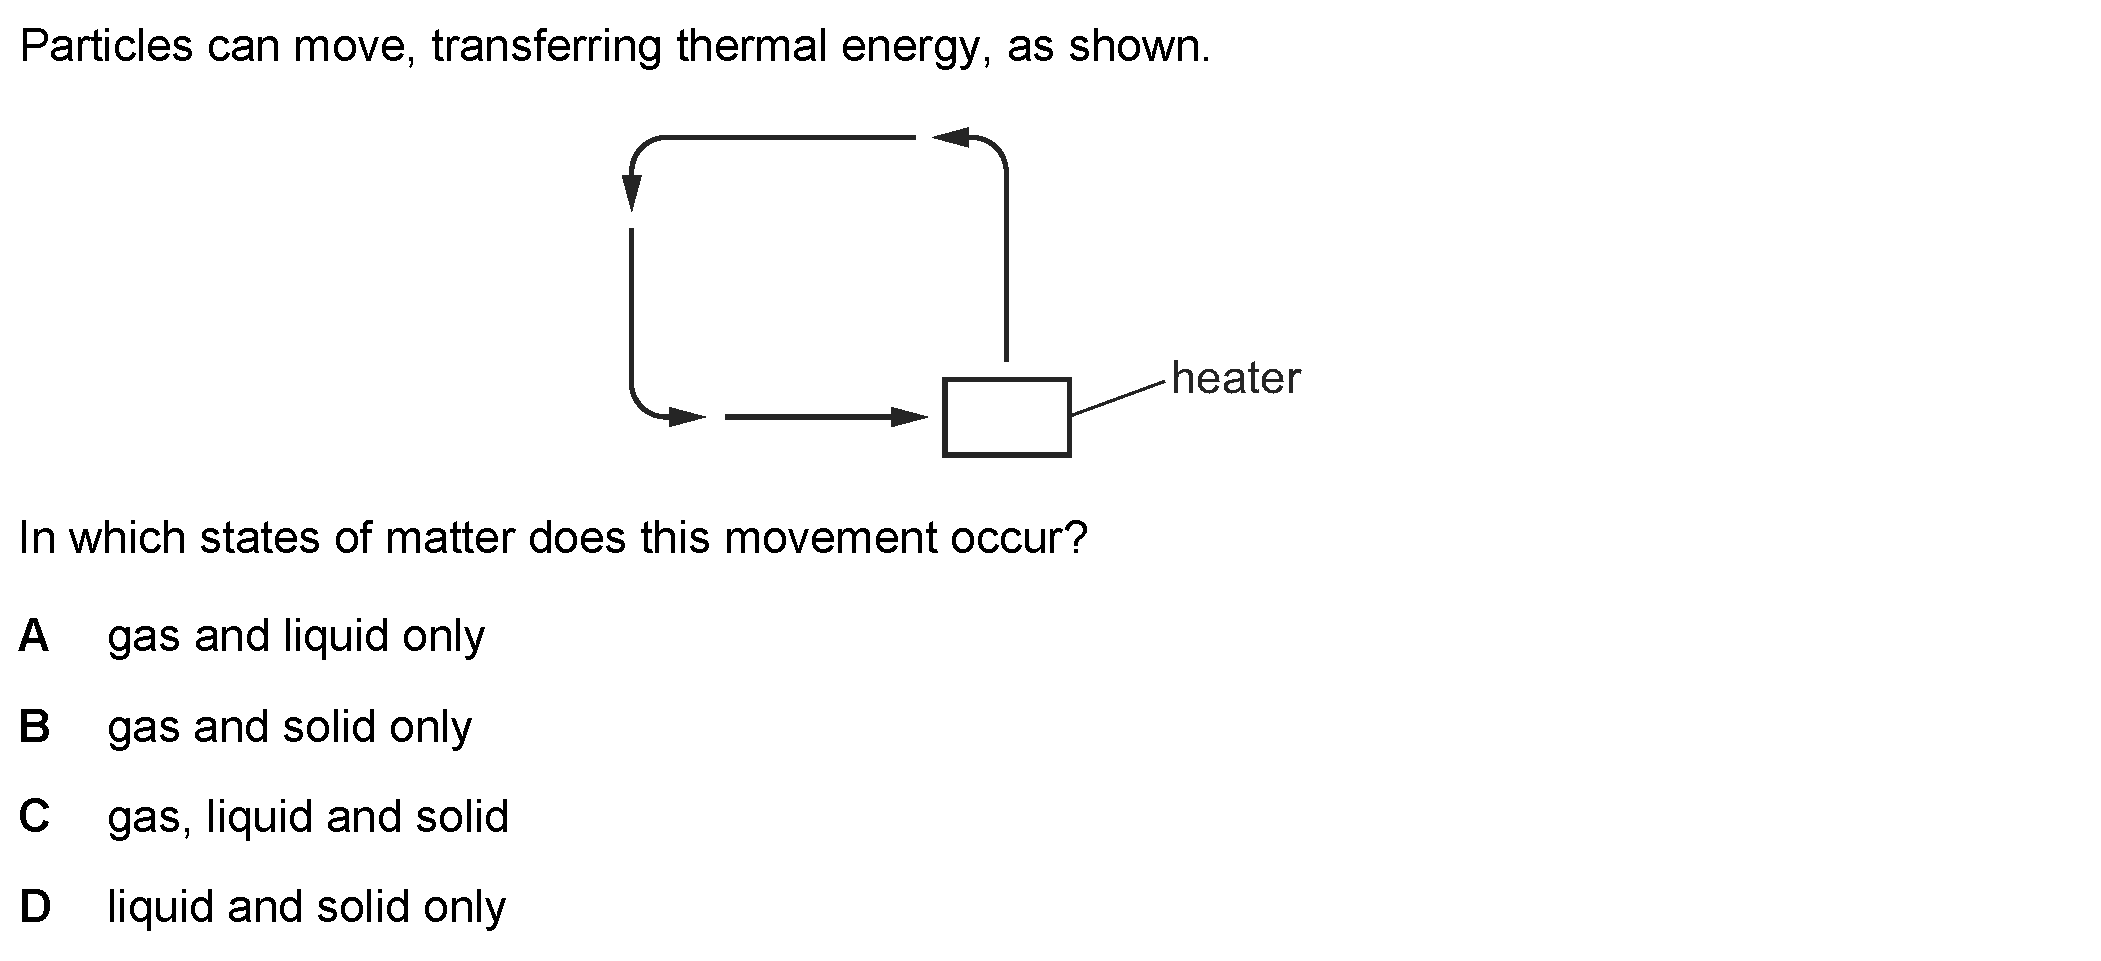 Particles can move, transferring thermal energy, as shown.
heater
In which states of matter does this movement occur?
A gas and liquid only
B gas and solid only
C gas, liquid and solid
D liquid and solid only